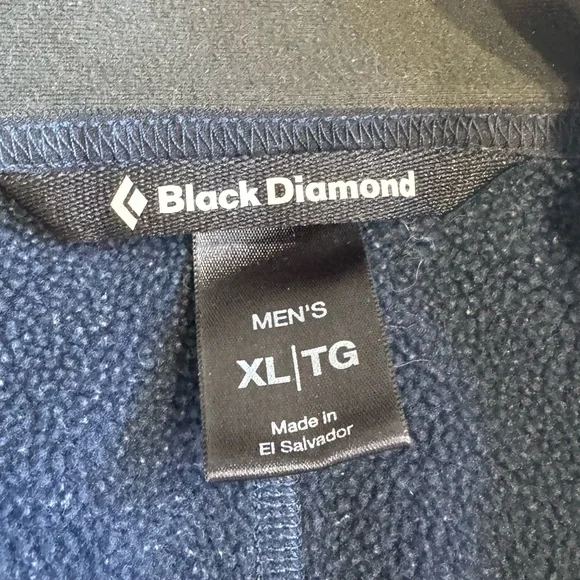 Black Diamond
MEN'S
XL|TG
Made in
El Salvador